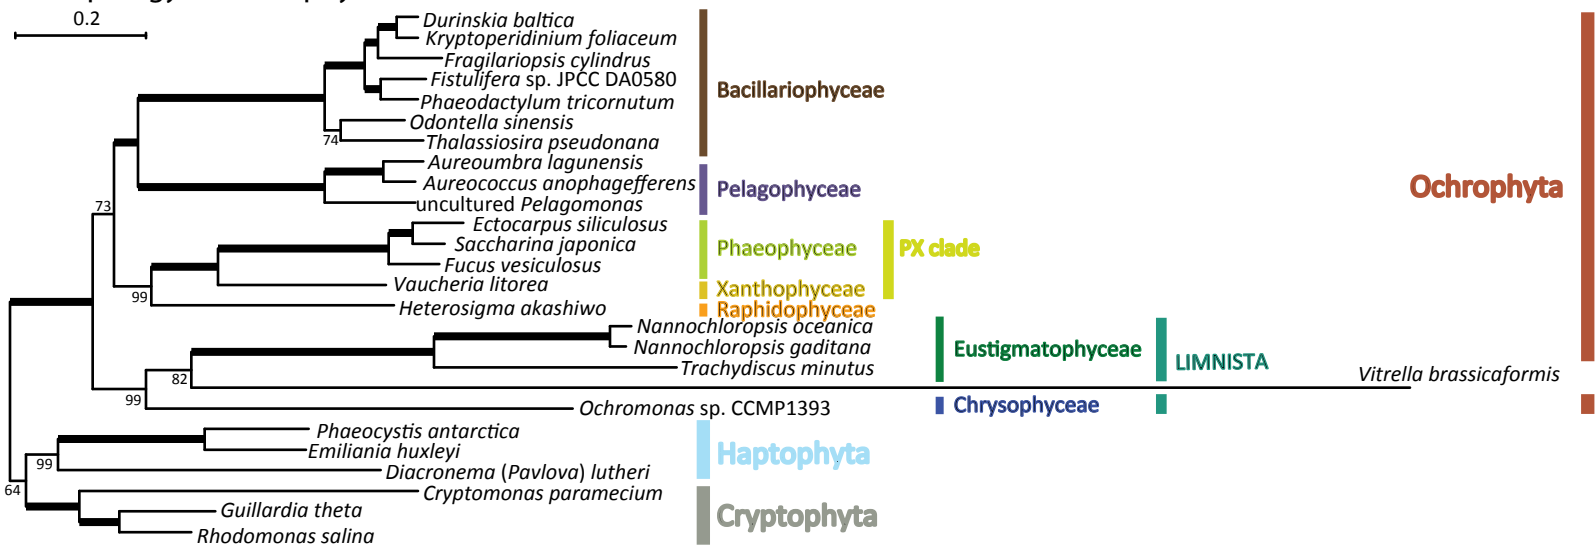 0.2
Durinskia baltica
Kryptoperidinium foliaceum
Fragilariopsis cylindrus
Fistulifera sp. JPCC DA0580
Phaeodactylum tricornutum
Odontella sinensis
74
Thalassiosira pseudonana
Bacillariophyceae
Aureoumbra lagunensis
Aureococcus anophagefferens
uncultured Pelagomonas
Pelagophyceae
Ochrophyta
73
Ectocarpus siliculosus
Saccharina japonica
Fucus vesiculosus
Phaeophyceae
PX clade
Vaucheria litorea
Xanthophyceae
99
Heterosigma akashiwo
Raphidophyceae
Nannochloropsis oceanica
Nannochloropsis gaditana
Trachydiscus minutus
Eustigmatophyceae
LIMNISTA
82
Vitrella brassicaformis
99
Ochromonas sp. CCMP1393
Chrysophyceae
Phaeocystis antarctica
Emiliania huxleyi
99
Diacronema (Pavlova) lutheri
Haptophyta
64
Cryptomonas paramecium
Guillardia theta
Rhodomonas salina
Cryptophyta